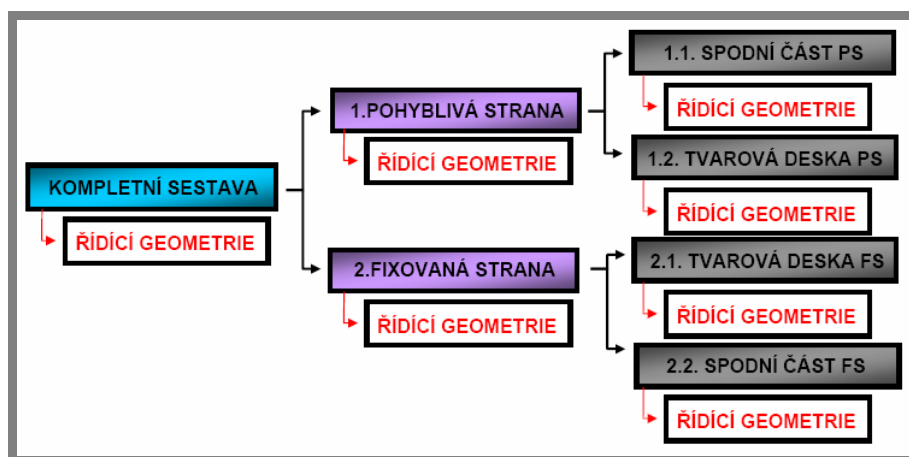 KOMPLETNÍ SESTAVA
ŘÍDÍCÍ GEOMETRIE
1.POHYBLIVÁ STRANA
ŘÍDÍCÍ GEOMETRIE
1.1. SPODNÍ ČÁST PS
ŘÍDÍCÍ GEOMETRIE
1.2. TVAROVÁ DESKA PS
ŘÍDÍCÍ GEOMETRIE
2.FIXOVANÁ STRANA
ŘÍDÍCÍ GEOMETRIE
2.1. TVAROVÁ DESKA FS
ŘÍDÍCÍ GEOMETRIE
2.2. SPODNÍ ČÁST FS
ŘÍDÍCÍ GEOMETRIE